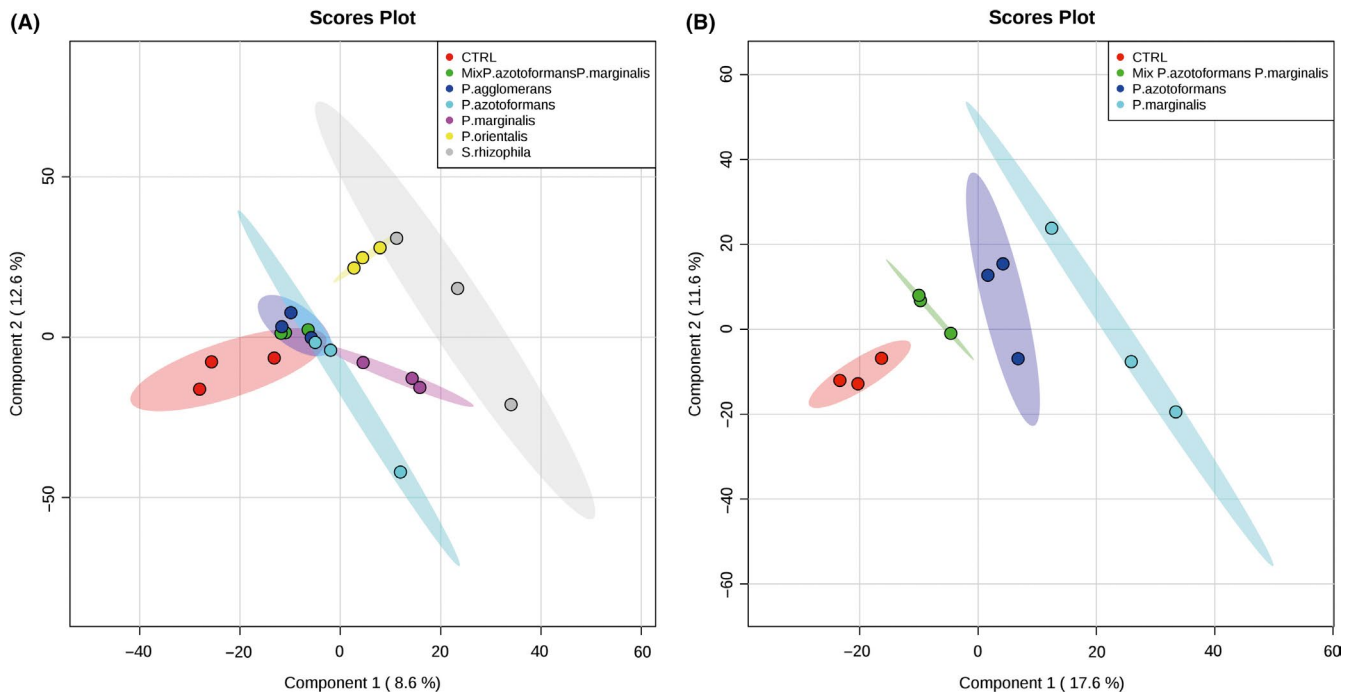 (A)
Scores Plot
CTRL
MixP.azotoformansP.marginalis
P.agglomerans
P.azotoformans
P.marginalis
P.orientalis
S.rhizophila
50
0
−50
Component 2 ( 12.6 %)
−40
−20
0
20
40
60
Component 1 ( 8.6 %)
(B)
Scores Plot
CTRL
Mix P.azotoformans P.marginalis
P.azotoformans
P.marginalis
60
40
20
0
−20
−40
−60
Component 2 ( 11.6 %)
−20
0
20
40
60
Component 1 ( 17.6 %)